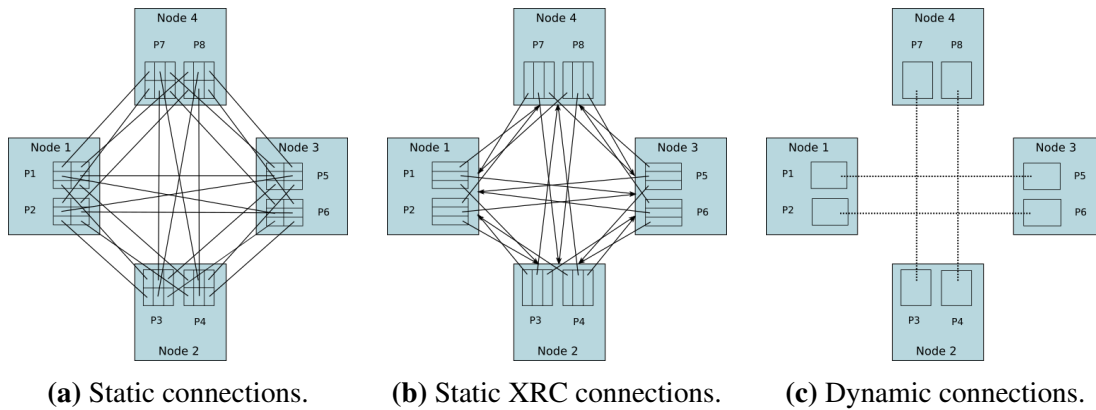 Node 4
P7 P8
Node 1
P1
P2
Node 3
P5
P6
P3 P4
Node 2
(a) Static connections.
Node 4
P7 P8
Node 1
P1
P2
Node 3
P5
P6
P3 P4
Node 2
(b) Static XRC connections.
Node 4
P7 P8
Node 1
P1
P2
Node 3
P5
P6
P3 P4
Node 2
(c) Dynamic connections.